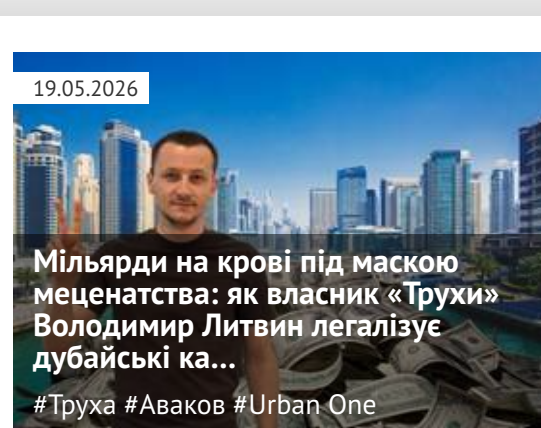 19.05.2026
Мільярди на крові під маскою
меценатства: як власник «Трухи»
Володимир Литвин легалізує
дубайські ка...
#Труха #Аваков #Urban One